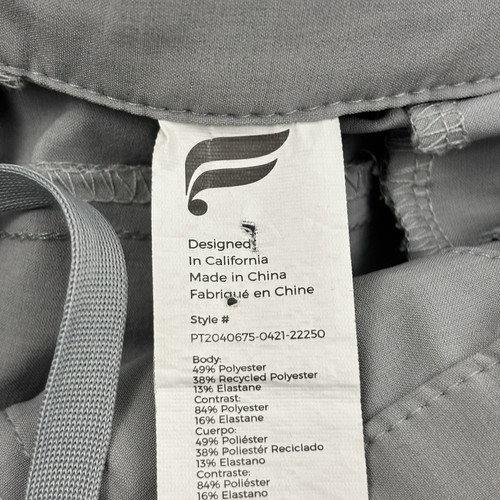 Designed
In California
Made in China
Fabriqué en Chine
Style #
PT2040675-0421-22250
Body:
49% Polyester
38% Recycled Polyester
13% Elastane
Contrast:
84% Polyester
16% Elastane
Cuerpo:
49% Poliéster
38% Poliéstér Reciclado
13% Elastano
Contraste:
84% Poliéster
16% Elastano